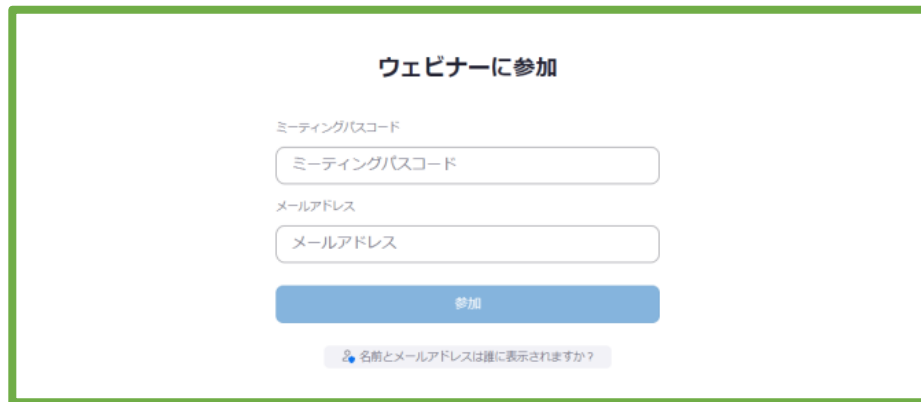 ウェビナーに参加
ミーティングパスコード
ミーティングパスコード
メールアドレス
メールアドレス
参加
名前とメールアドレスは誰に表示されますか？